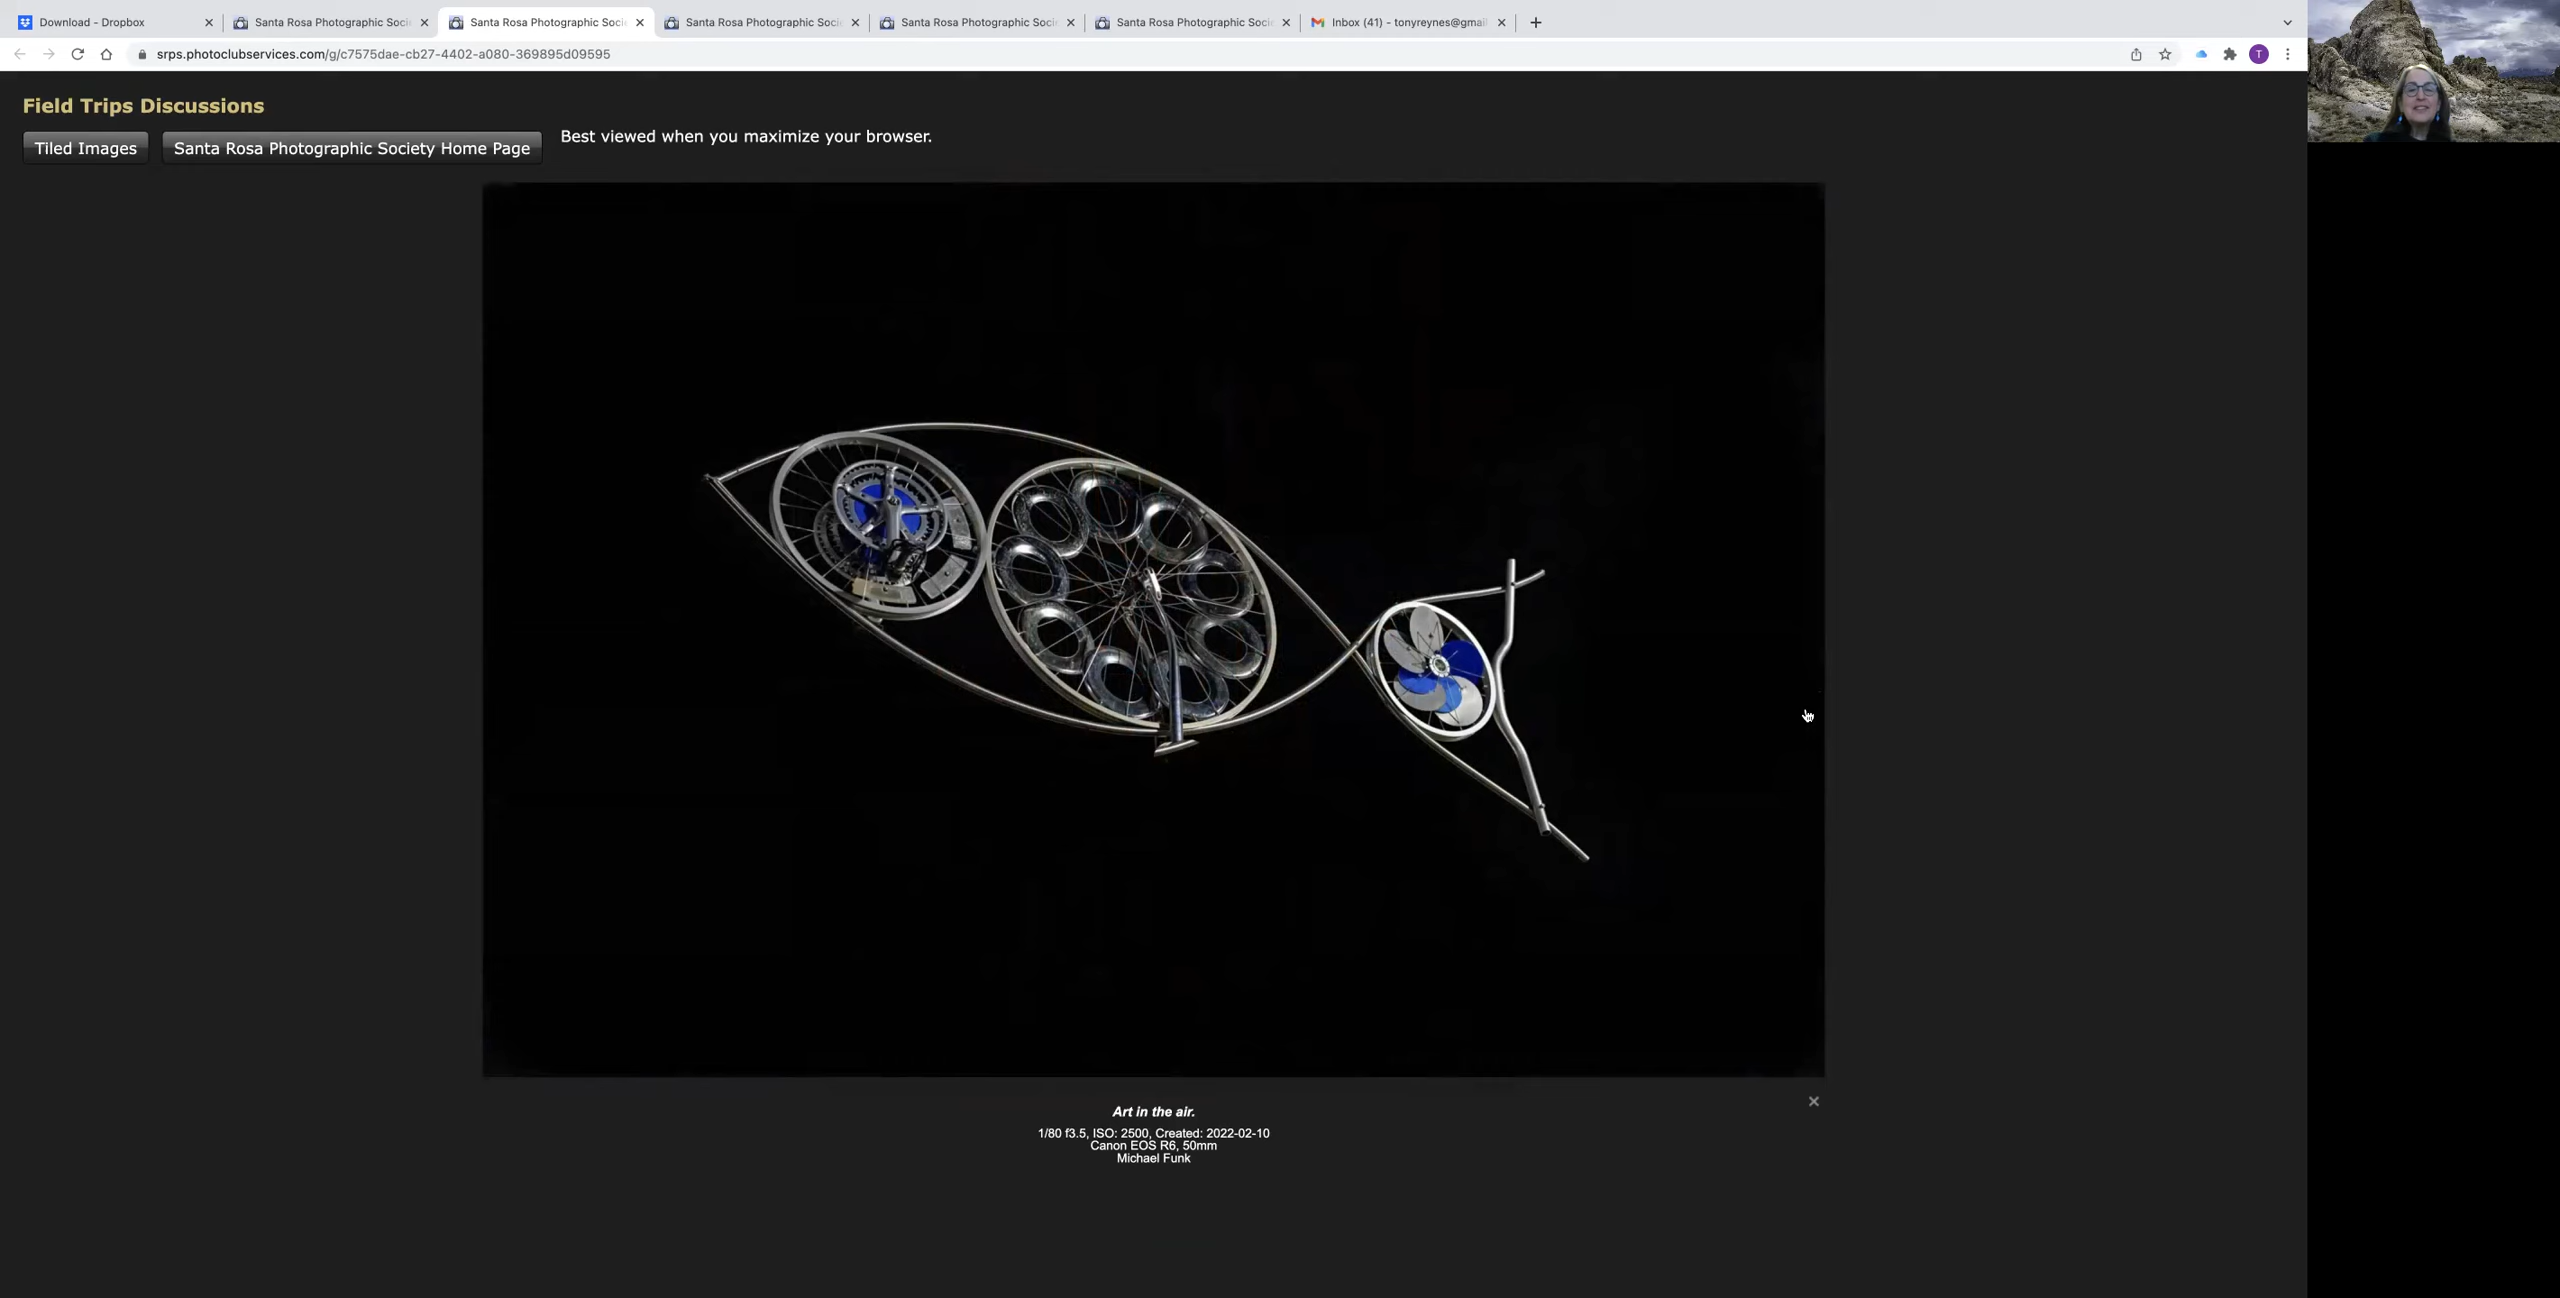 Download - Dropbox
Santa Rosa Photographic Soci
Santa Rosa Photographic Soci
Santa Rosa Photographic Soci
Santa Rosa Photographic Soci
Santa Rosa Photographic Soci
Inbox (41) - tonyreynes@gmai
srps.photoclubservices.com/g/c7575dae-cb27-4402-a080-369895d09595
T
Field Trips Discussions
Tiled Images
Santa Rosa Photographic Society Home Page
Best viewed when you maximize your browser.
Art in the air.
1/80 f3.5, ISO: 2500, Created: 2022-02-10
Canon EOS R6, 50mm
Michael Funk